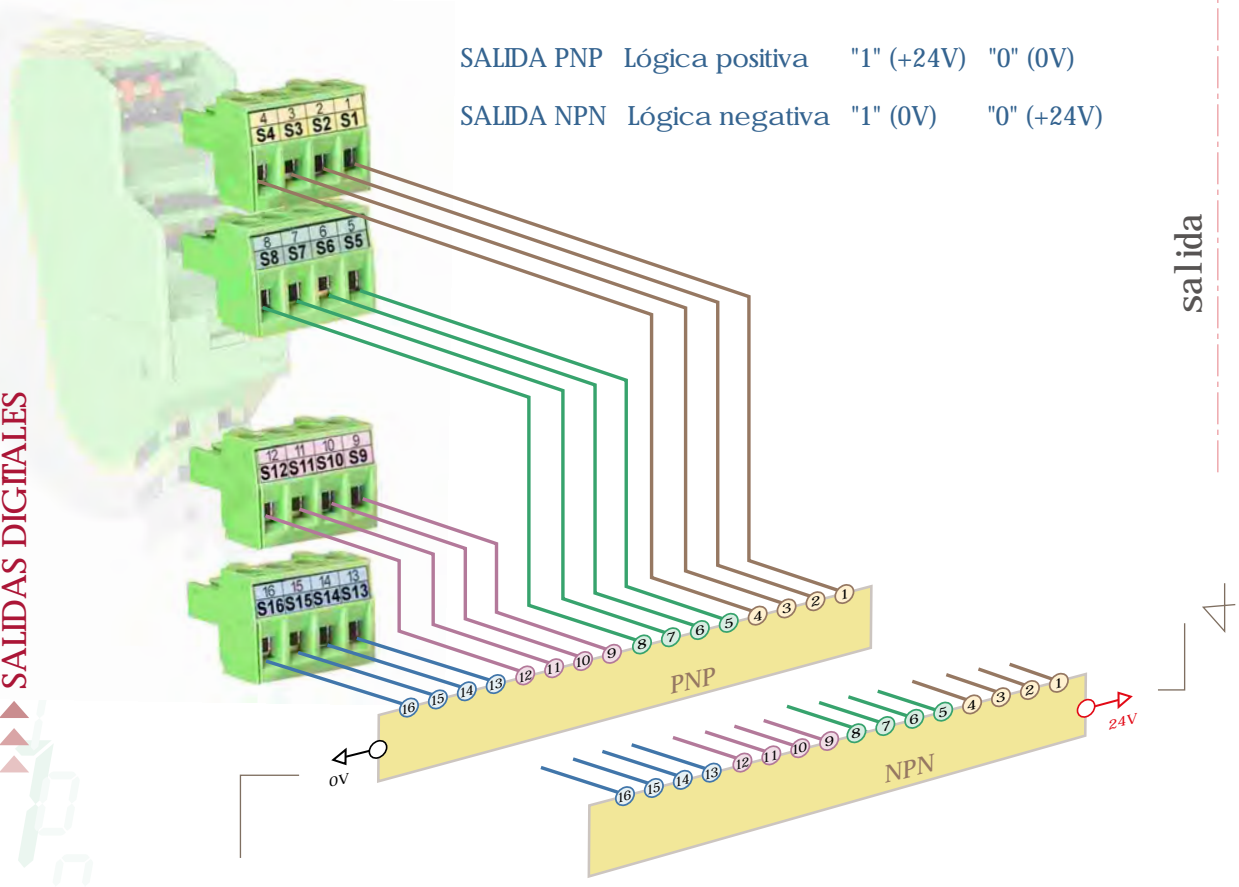 SALIDA PNP Lógica positiva "1" (+24V) "0" (0V)
SALIDA NPN Lógica negativa "1" (0V) "0" (+24V)
4 3 2 1
S4 S3 S2 S1
8 7 6 5
S8 S7 S6 S5
12 11 10 9
S12 S11 S10 S9
16 15 14 13
S16 S15 S14 S13
salida
SALIDAS DIGITALES
16 15 14 13 12 11 10 9 8 7 6 5 4 3 2 1
PNP
0V
16 15 14 13 12 11 10 9 8 7 6 5 4 3 2 1
NPN
24V